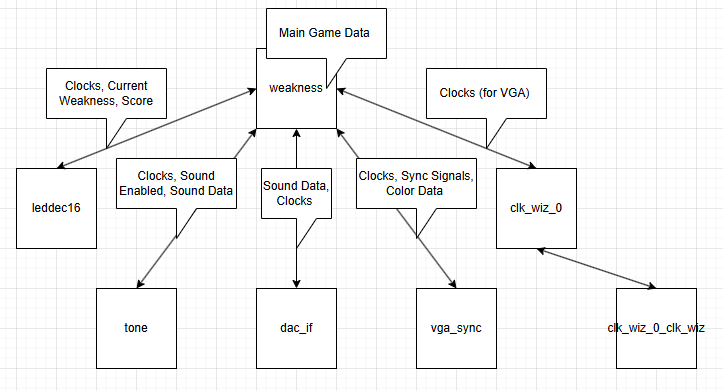 Main Game Data
weakness
Clocks, Current
Weakness, Score
Clocks (for VGA)
Clocks, Sound
Enabled, Sound Data
Sound Data,
Clocks
Clocks, Sync Signals,
Color Data
leddec16
clk_wiz_0
tone
dac_if
vga_sync
clk_wiz_0_clk_wiz